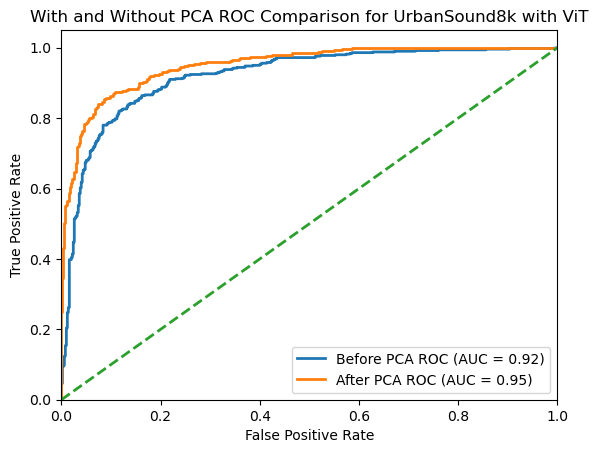 With and Without PCA ROC Comparison for UrbanSound8k with ViT
1.0
0.8
0.6
0.4
0.2
0.0
True Positive Rate
Before PCA ROC (AUC = 0.92)
After PCA ROC (AUC = 0.95)
0.0 0.2 0.4 0.6 0.8 1.0
False Positive Rate